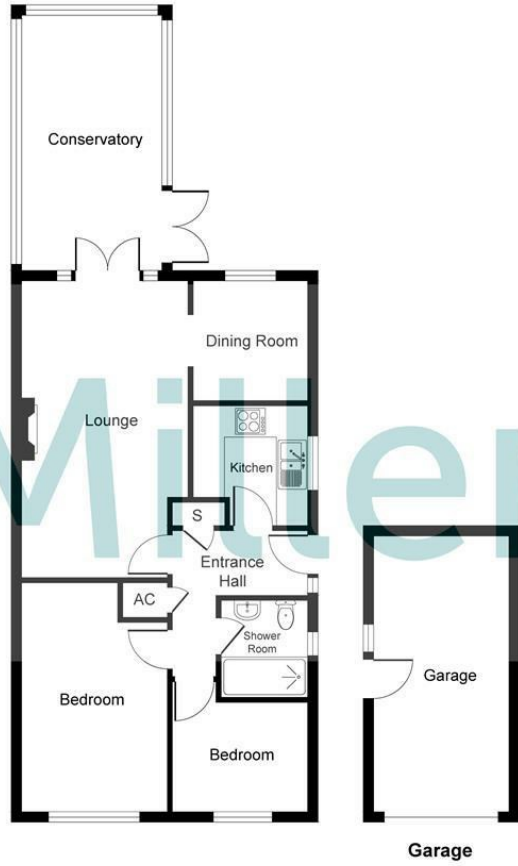 Conservatory
Dining Room
Lounge
Miller
Kitchen
S
Entrance
Hall
AC
Shower
Room
Garage
Bedroom
Bedroom
Garage